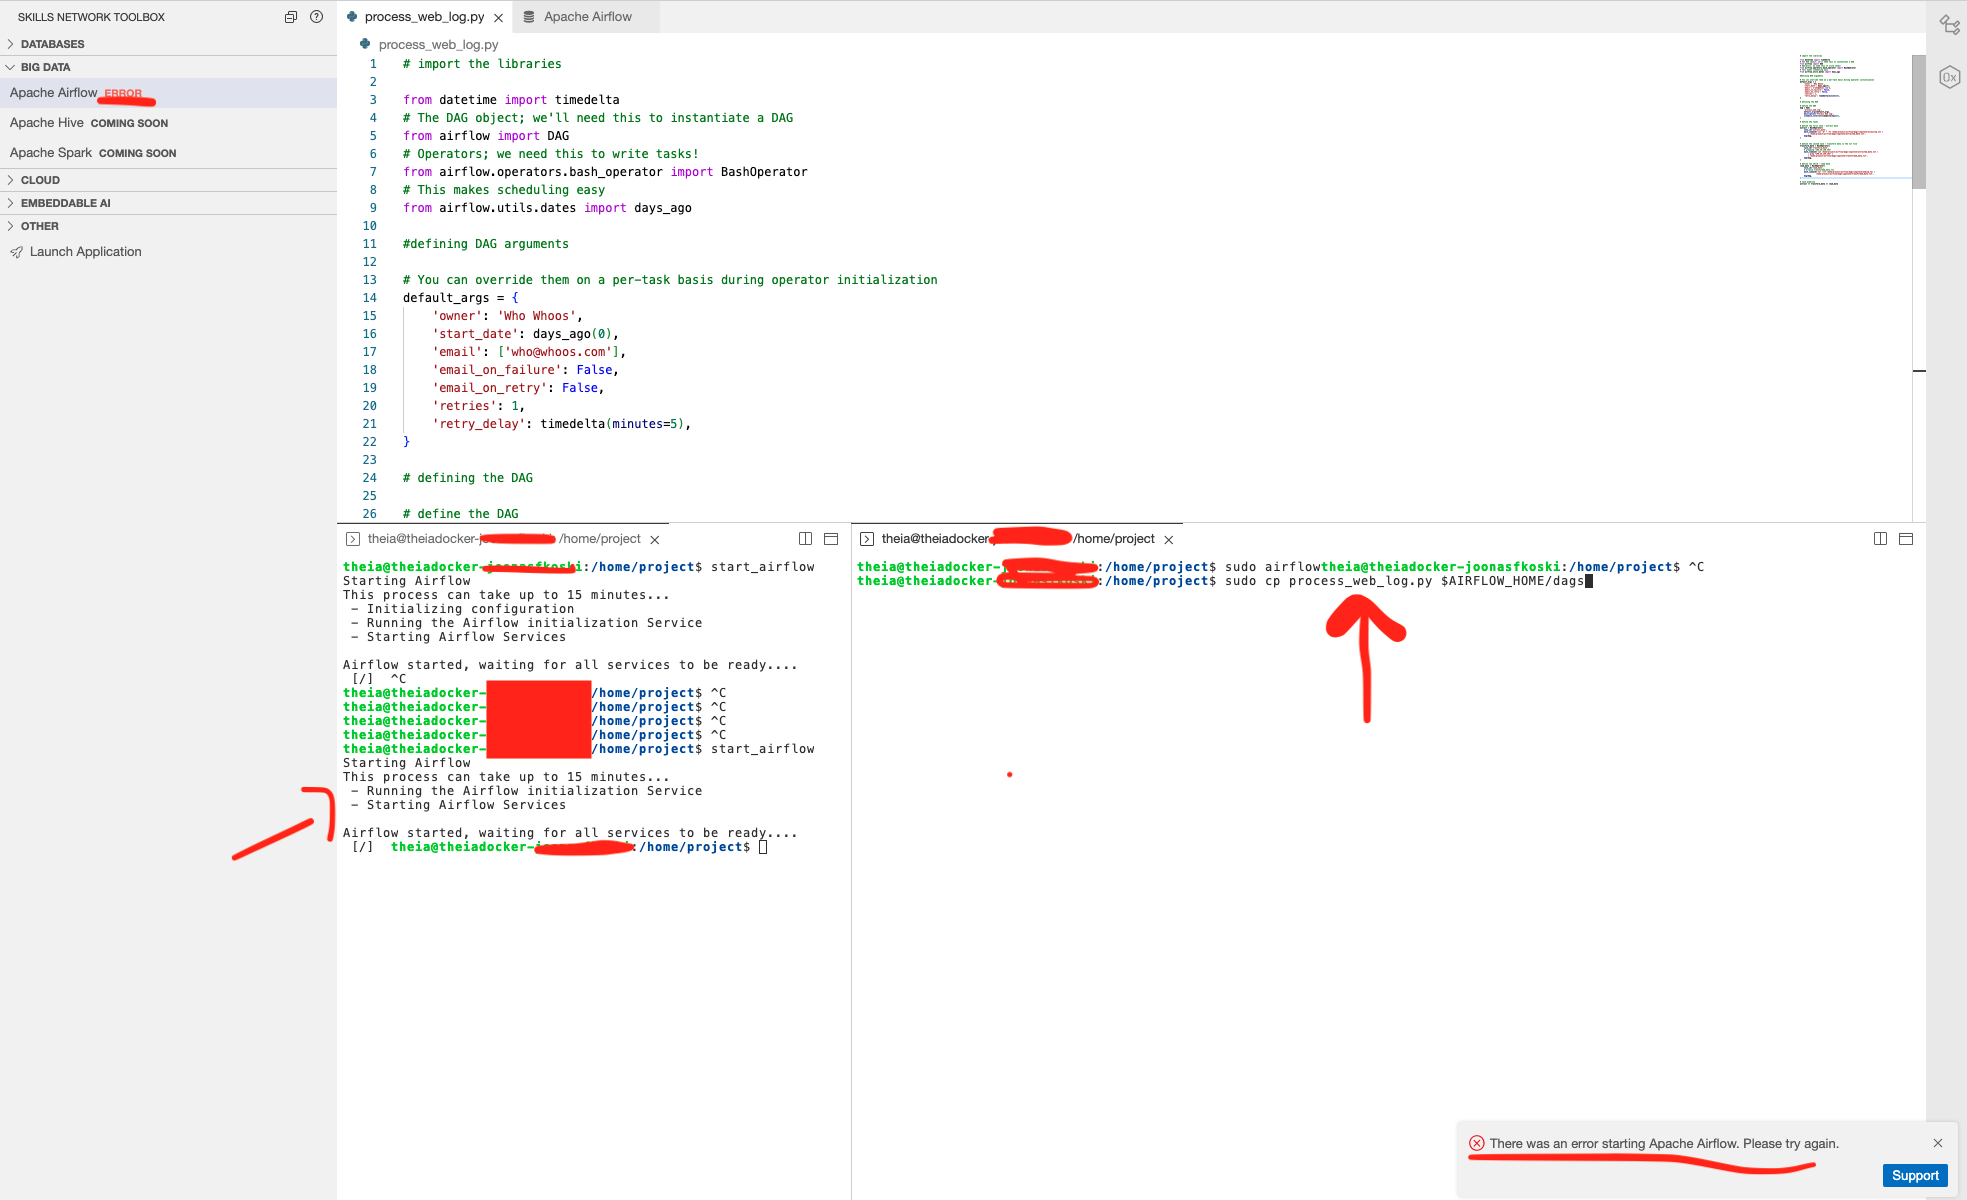 SKILLS NETWORK TOOLBOX
DATABASES
BIG DATA
Apache Airflow ERROR
Apache Hive COMING SOON
Apache Spark COMING SOON
CLOUD
EMBEDDABLE AI
OTHER
Launch Application
process_web_log.py
Apache Airflow
process_web_log.py
1 # import the libraries
2
3 from datetime import timedelta
4 # The DAG object; we'll need this to instantiate a DAG
5 from airflow import DAG
6 # Operators; we need this to write tasks!
7 from airflow.operators.bash_operator import BashOperator
8 # This makes scheduling easy
9 from airflow.utils.dates import days_ago
10
11 #defining DAG arguments
12
13 # You can override them on a per-task basis during operator initialization
14 default_args = {
15 'owner': 'Who Whoos',
16 'start_date': days_ago(0),
17 'email': ['who@whoos.com'],
18 'email_on_failure': False,
19 'email_on_retry': False,
20 'retries': 1,
21 'retry_delay': timedelta(minutes=5),
22 }
23
24 # defining the DAG
25
26 # define the DAG
theia@theiadocker- /home/project
theia@theiadocker- :/home/project$ start_airflow
Starting Airflow
This process can take up to 15 minutes...
- Initializing configuration
- Running the Airflow initialization Service
- Starting Airflow Services
Airflow started, waiting for all services to be ready....
[/] ^C
theia@theiadocker- /home/project$ ^C
theia@theiadocker- /home/project$ ^C
theia@theiadocker- /home/project$ ^C
theia@theiadocker- /home/project$ ^C
theia@theiadocker- /home/project$ start_airflow
Starting Airflow
This process can take up to 15 minutes...
- Running the Airflow initialization Service
- Starting Airflow Services
Airflow started, waiting for all services to be ready....
[/] theia@theiadocker- :/home/project$
theia@theiadocker- /home/project
theia@theiadocker- :/home/project$ sudo airflowtheia@theiadocker-joonasfkoski:/home/project$ ^C
theia@theiadocker- :/home/project$ sudo cp process_web_log.py $AIRFLOW_HOME/dags
There was an error starting Apache Airflow. Please try again.
Support